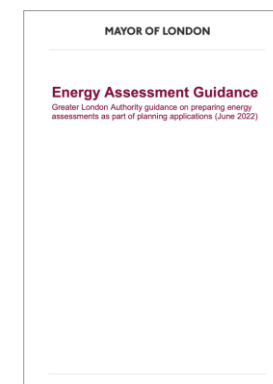 MAYOR OF LONDON
Energy Assessment Guidance
Greater London Authority guidance on preparing energy
assessments as part of planning applications (June 2022)